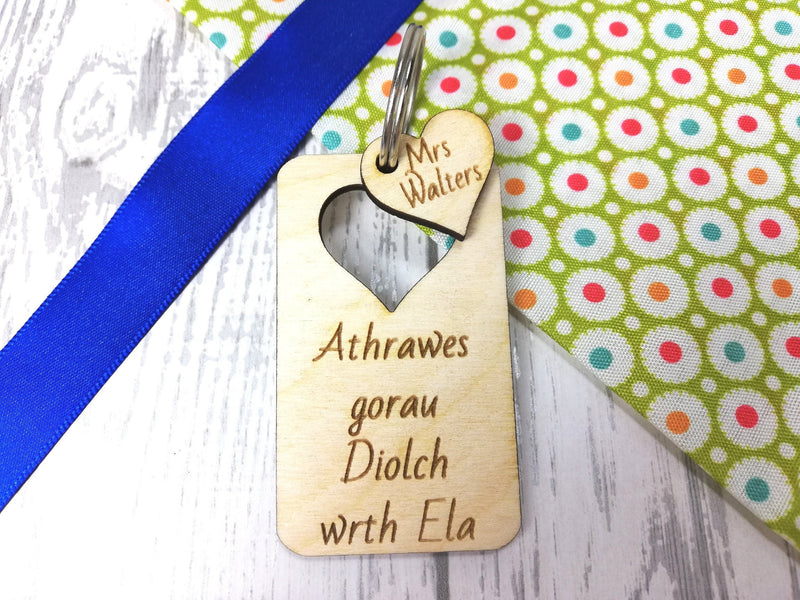 Mrs
Walters
Athrawes
gorau
Diolch
wrth Ela